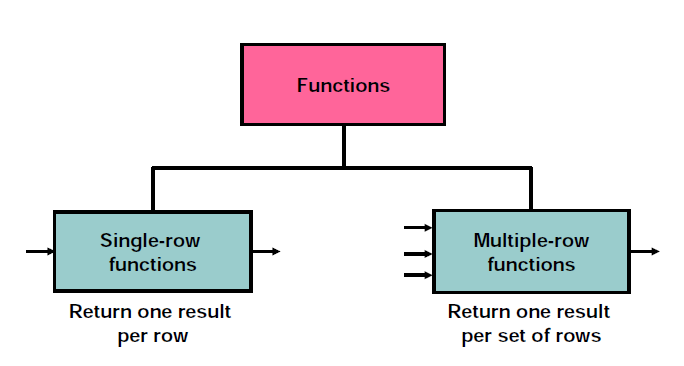 Functions
Single-row
functions
Multiple-row
functions
Return one result
per row
Return one result
per set of rows